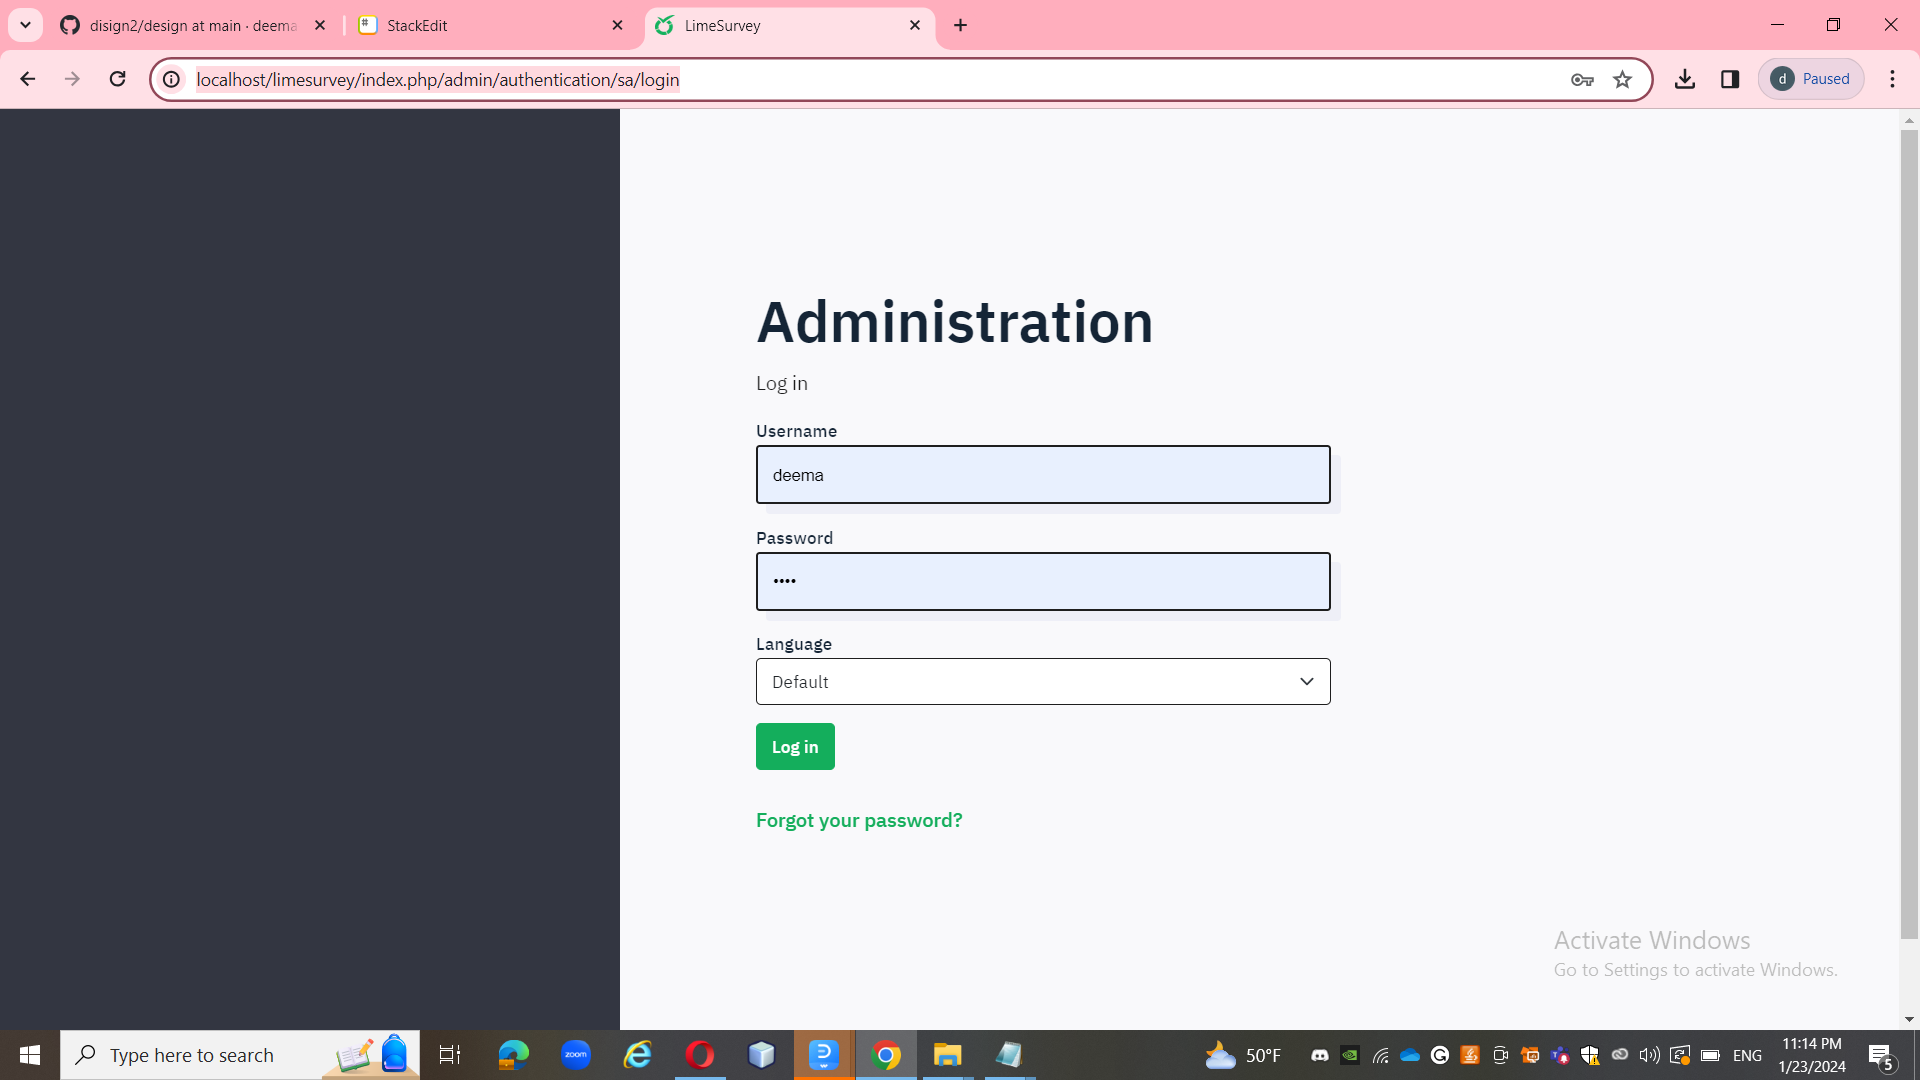 disign2/design at main · deema
StackEdit
LimeSurvey
localhost/limesurvey/index.php/admin/authentication/sa/login
d
Paused
Administration
Log in
Username
deema
Password
••••
Language
Default
Log in
Forgot your password?
Activate Windows
Go to Settings to activate Windows.
Type here to search
zoom
50°F
ENG
11:14 PM
1/23/2024
5